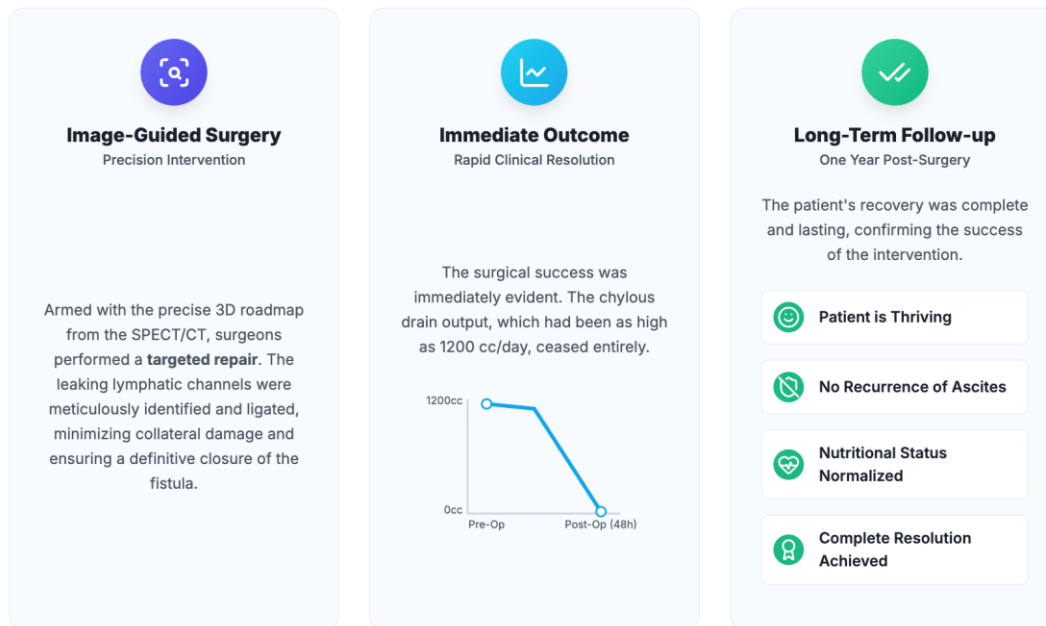 Image-Guided Surgery
Precision Intervention
Armed with the precise 3D roadmap
from the SPECT/CT, surgeons
performed a targeted repair. The
leaking lymphatic channels were
meticulously identified and ligated,
minimizing collateral damage and
ensuring a definitive closure of the
fistula.
Immediate Outcome
Rapid Clinical Resolution
The surgical success was
immediately evident. The chylous
drain output, which had been as high
as 1200 cc/day, ceased entirely.
1200cc
0cc
Pre-Op
Post-Op (48h)
Long-Term Follow-up
One Year Post-Surgery
The patient's recovery was complete
and lasting, confirming the success
of the intervention.
Patient is Thriving
No Recurrence of Ascites
Nutritional Status
Normalized
Complete Resolution
Achieved